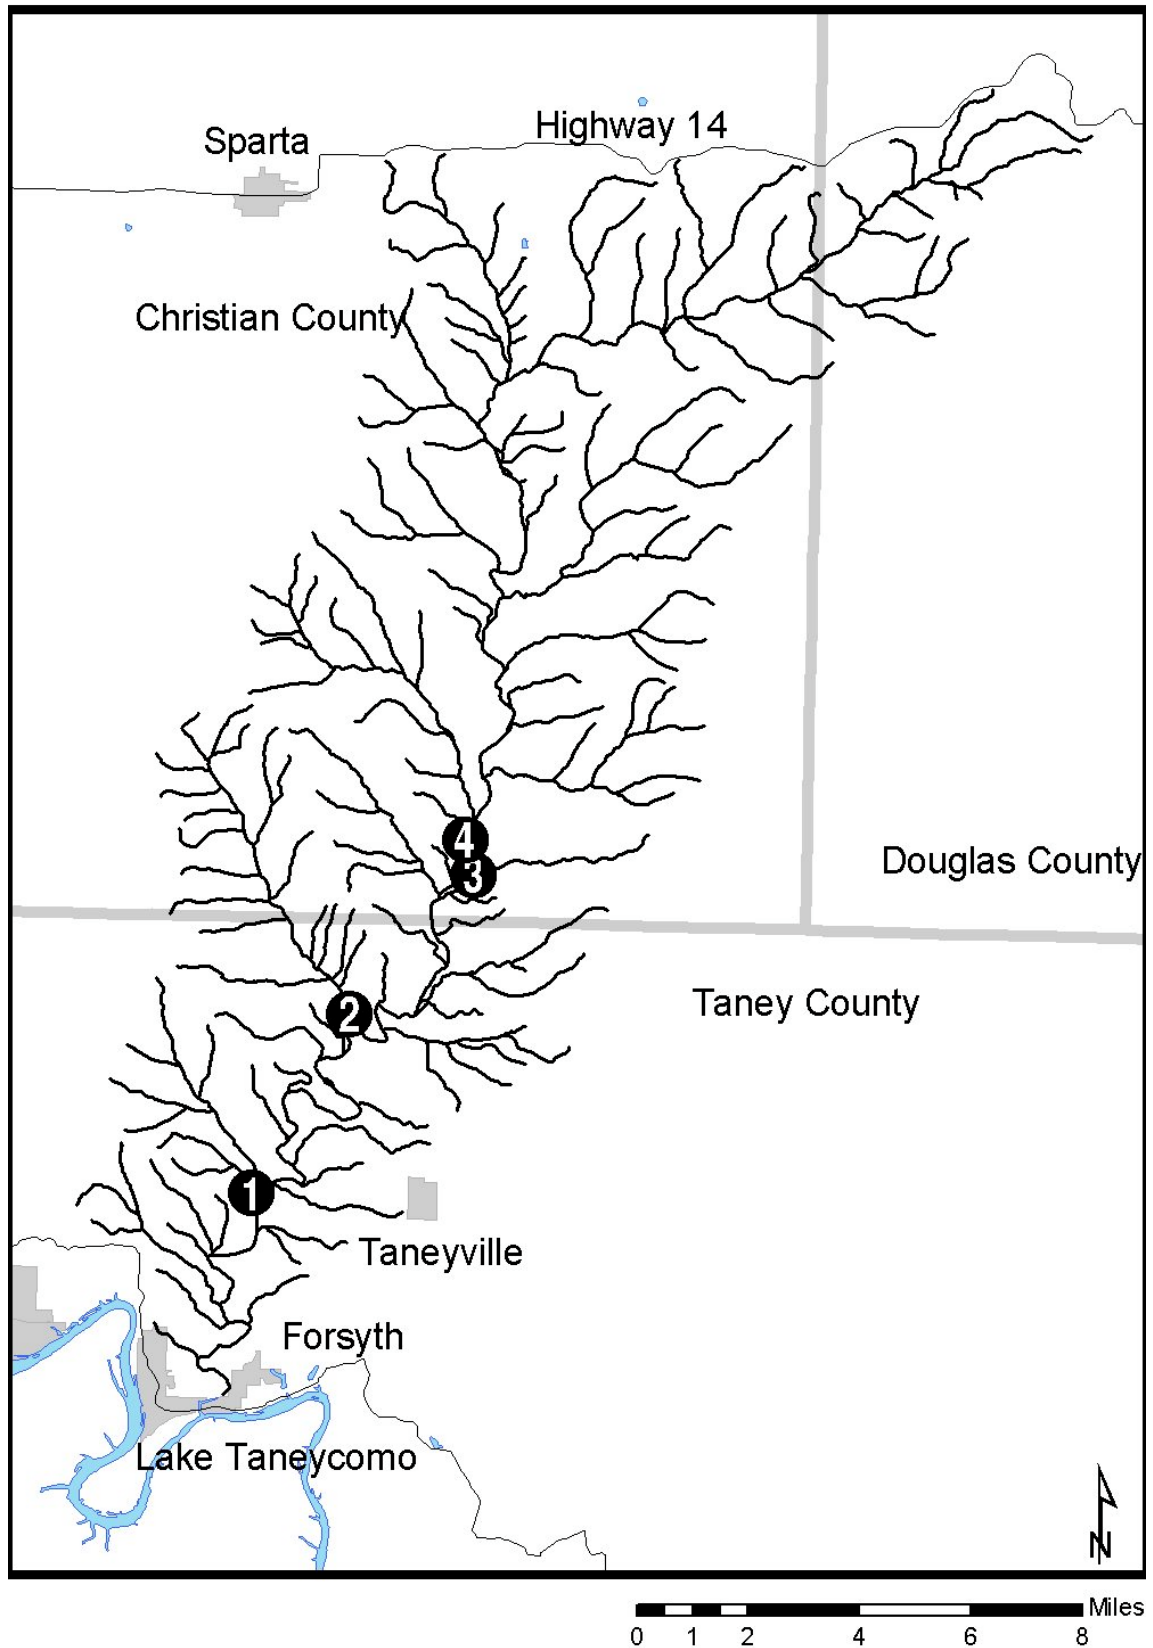 Highway 14
Sparta
Christian County
4
3
Douglas County
Taney County
2
1
Taneyville
Forsyth
Lake Taneycomo
N
Miles
0 1 2 4 6 8